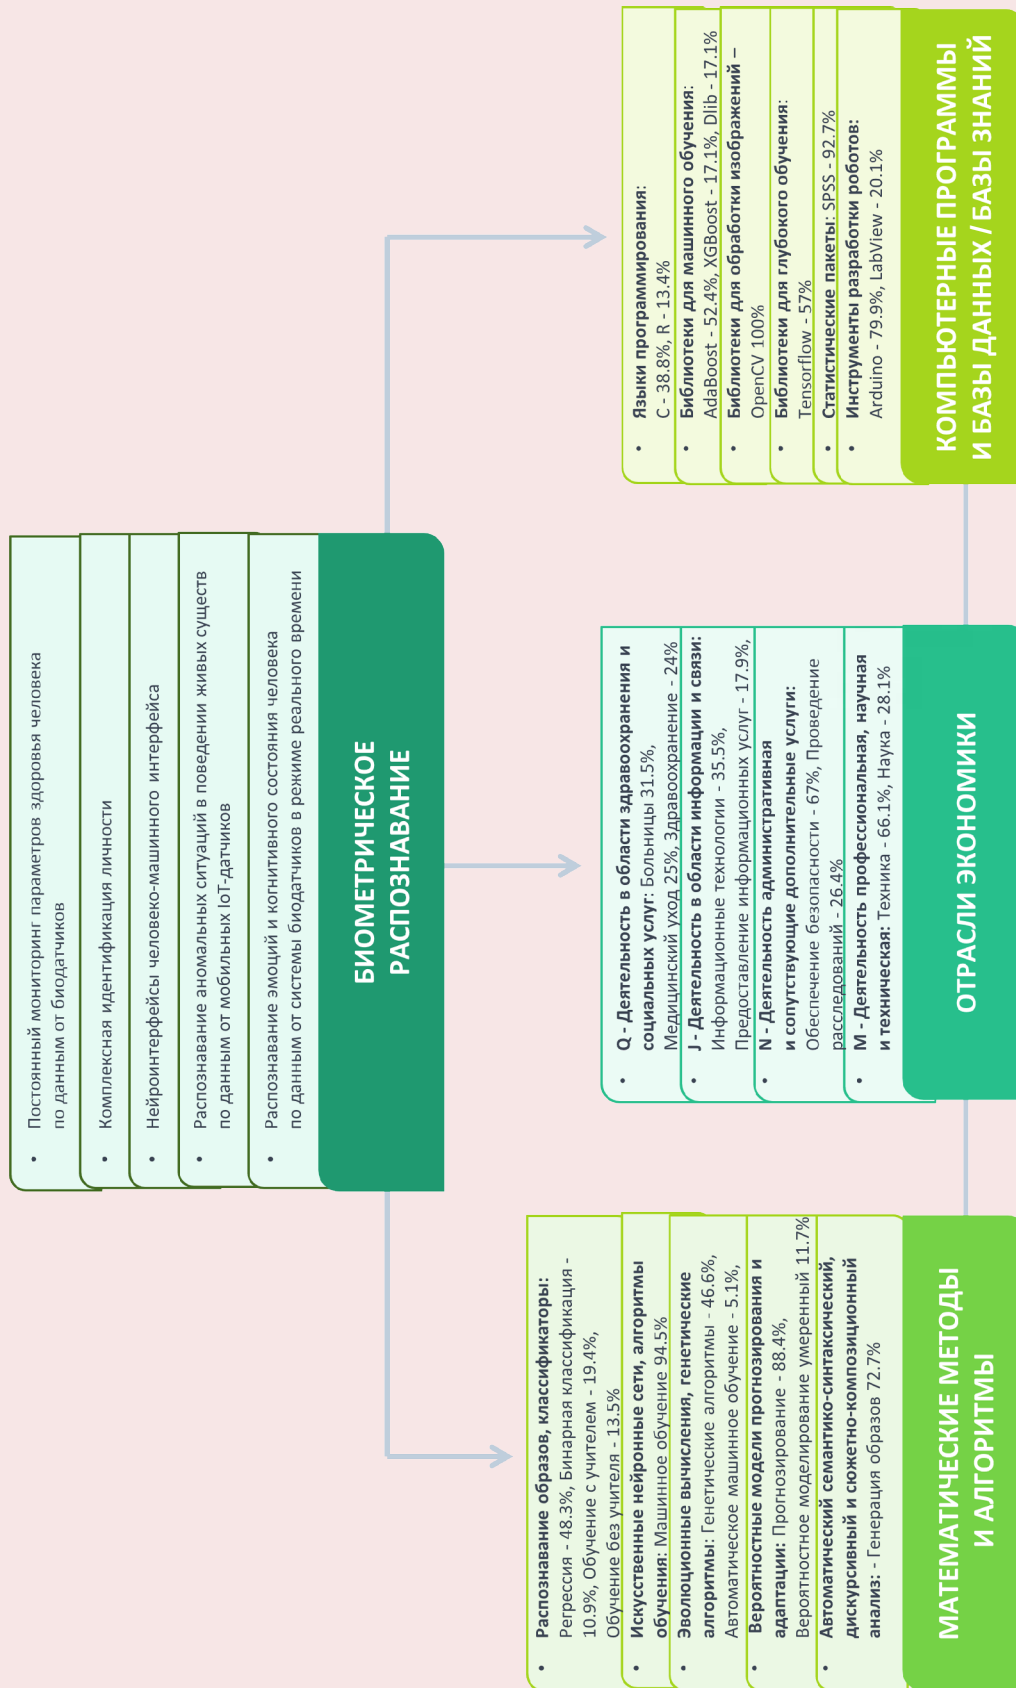 • Постоянный мониторинг параметров здоровья человека
по данным от биодатчиков
• Комплексная идентификация личности
• Нейроинтерфейсы человеко-машинного интерфейса
• Распознавание аномальных ситуаций в поведении живых существ
по данным от мобильных IoT-датчиков
• Распознавание эмоций и когнитивного состояния человека
по данным от системы биодатчиков в режиме реального времени
БИОМЕТРИЧЕСКОЕ
РАСПОЗНАВАНИЕ
• Распознавание образов, классификаторы:
Регрессия - 48.3%, Бинарная классификация -
10.9%, Обучение с учителем - 19.4%,
Обучение без учителя - 13.5%
• Искусственные нейронные сети, алгоритмы
обучения: Машинное обучение 94.5%
• Эволюционные вычисления, генетические
алгоритмы: Генетические алгоритмы - 46.6%,
Автоматическое машинное обучение - 5.1%,
• Вероятностные модели прогнозирования и
адаптации: Прогнозирование - 88.4%,
Вероятностное моделирование умеренный 11.7%
• Автоматический семантико-синтаксический,
дискурсивный и сюжетно-композиционный
анализ: - Генерация образов 72.7%
МАТЕМАТИЧЕСКИЕ МЕТОДЫ
И АЛГОРИТМЫ
• Q - Деятельность в области здравоохранения и
социальных услуг: Больницы 31.5%,
Медицинский уход 25%, Здравоохранение - 24%
• J - Деятельность в области информации и связи:
Информационные технологии - 35.5%,
Предоставление информационных услуг - 17.9%,
• N - Деятельность административная
и сопутствующие дополнительные услуги:
Обеспечение безопасности - 67%, Проведение
расследований - 26.4%
• M - Деятельность профессиональная, научная
и техническая: Техника - 66.1%, Наука - 28.1%
ОТРАСЛИ ЭКОНОМИКИ
• Языки программирования:
C - 38.8%, R - 13.4%
• Библиотеки для машинного обучения:
AdaBoost - 52.4%, XGBoost - 17.1%, Dlib - 17.1%
• Библиотеки для обработки изображений –
OpenCV 100%
• Библиотеки для глубокого обучения:
Tensorflow - 57%
• Статистические пакеты: SPSS - 92.7%
• Инструменты разработки роботов:
Arduino - 79.9%, LabView - 20.1%
КОМПЬЮТЕРНЫЕ ПРОГРАММЫ
И БАЗЫ ДАННЫХ / БАЗЫ ЗНАНИЙ